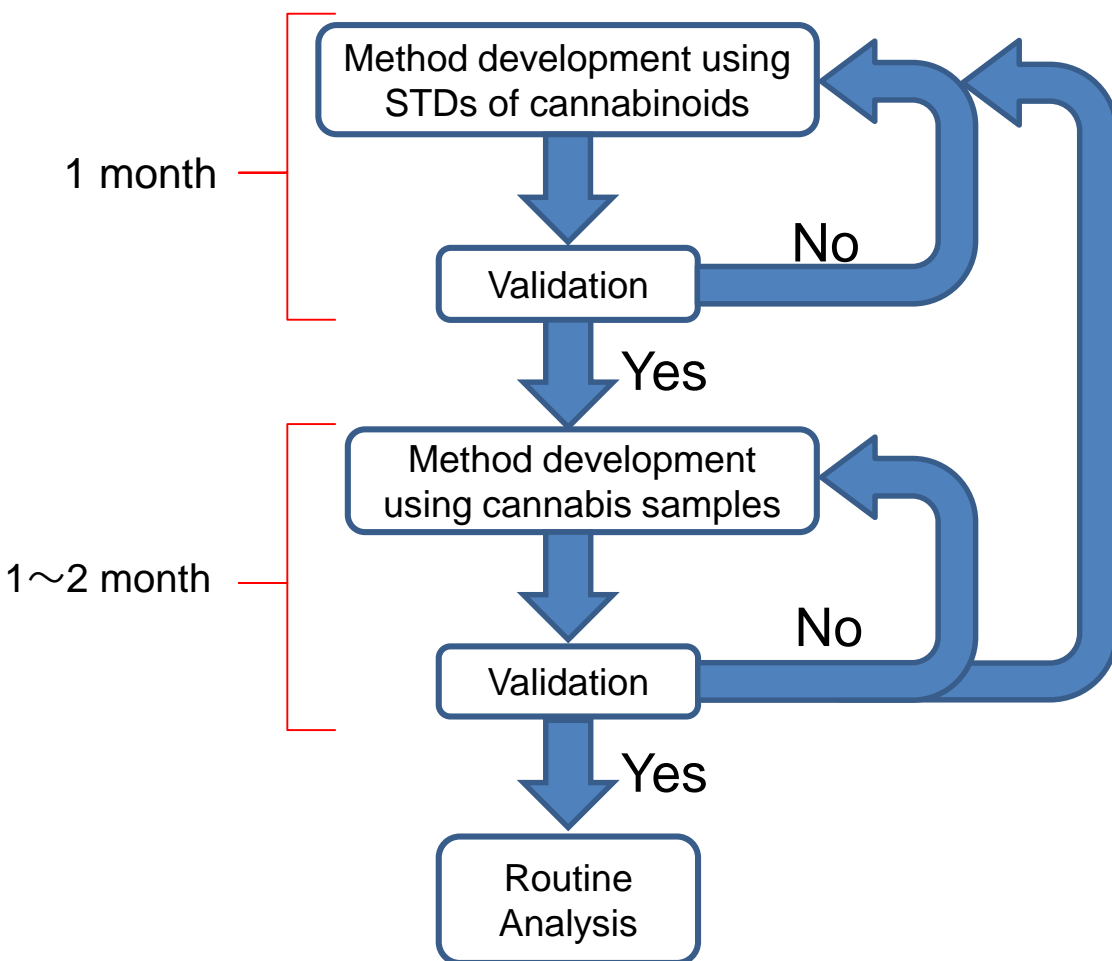 Method development using
STDs of cannabinoids
1 month
No
Validation
Yes
Method development
using cannabis samples
1～2 month
No
Validation
Yes
Routine
Analysis